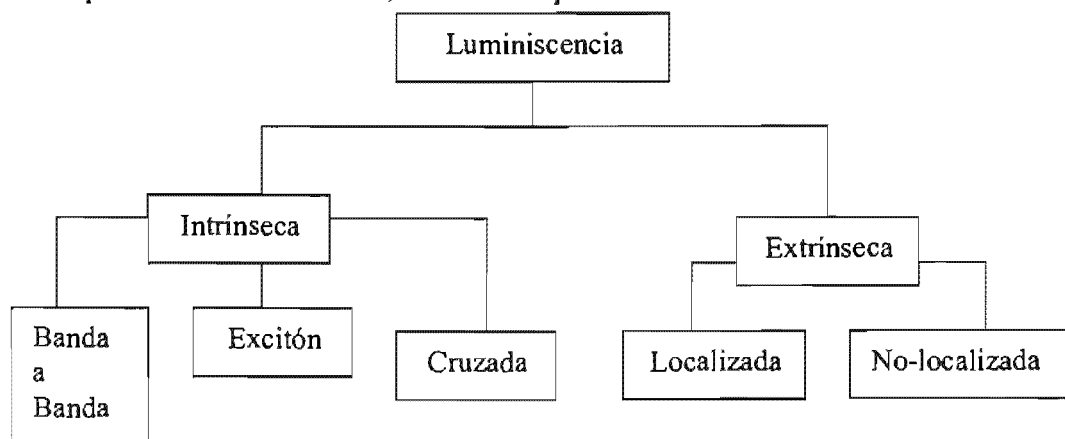 Luminiscencia
Intrínseca
Extrínseca
Banda
a
Banda
Excitón
Cruzada
Localizada
No-localizada